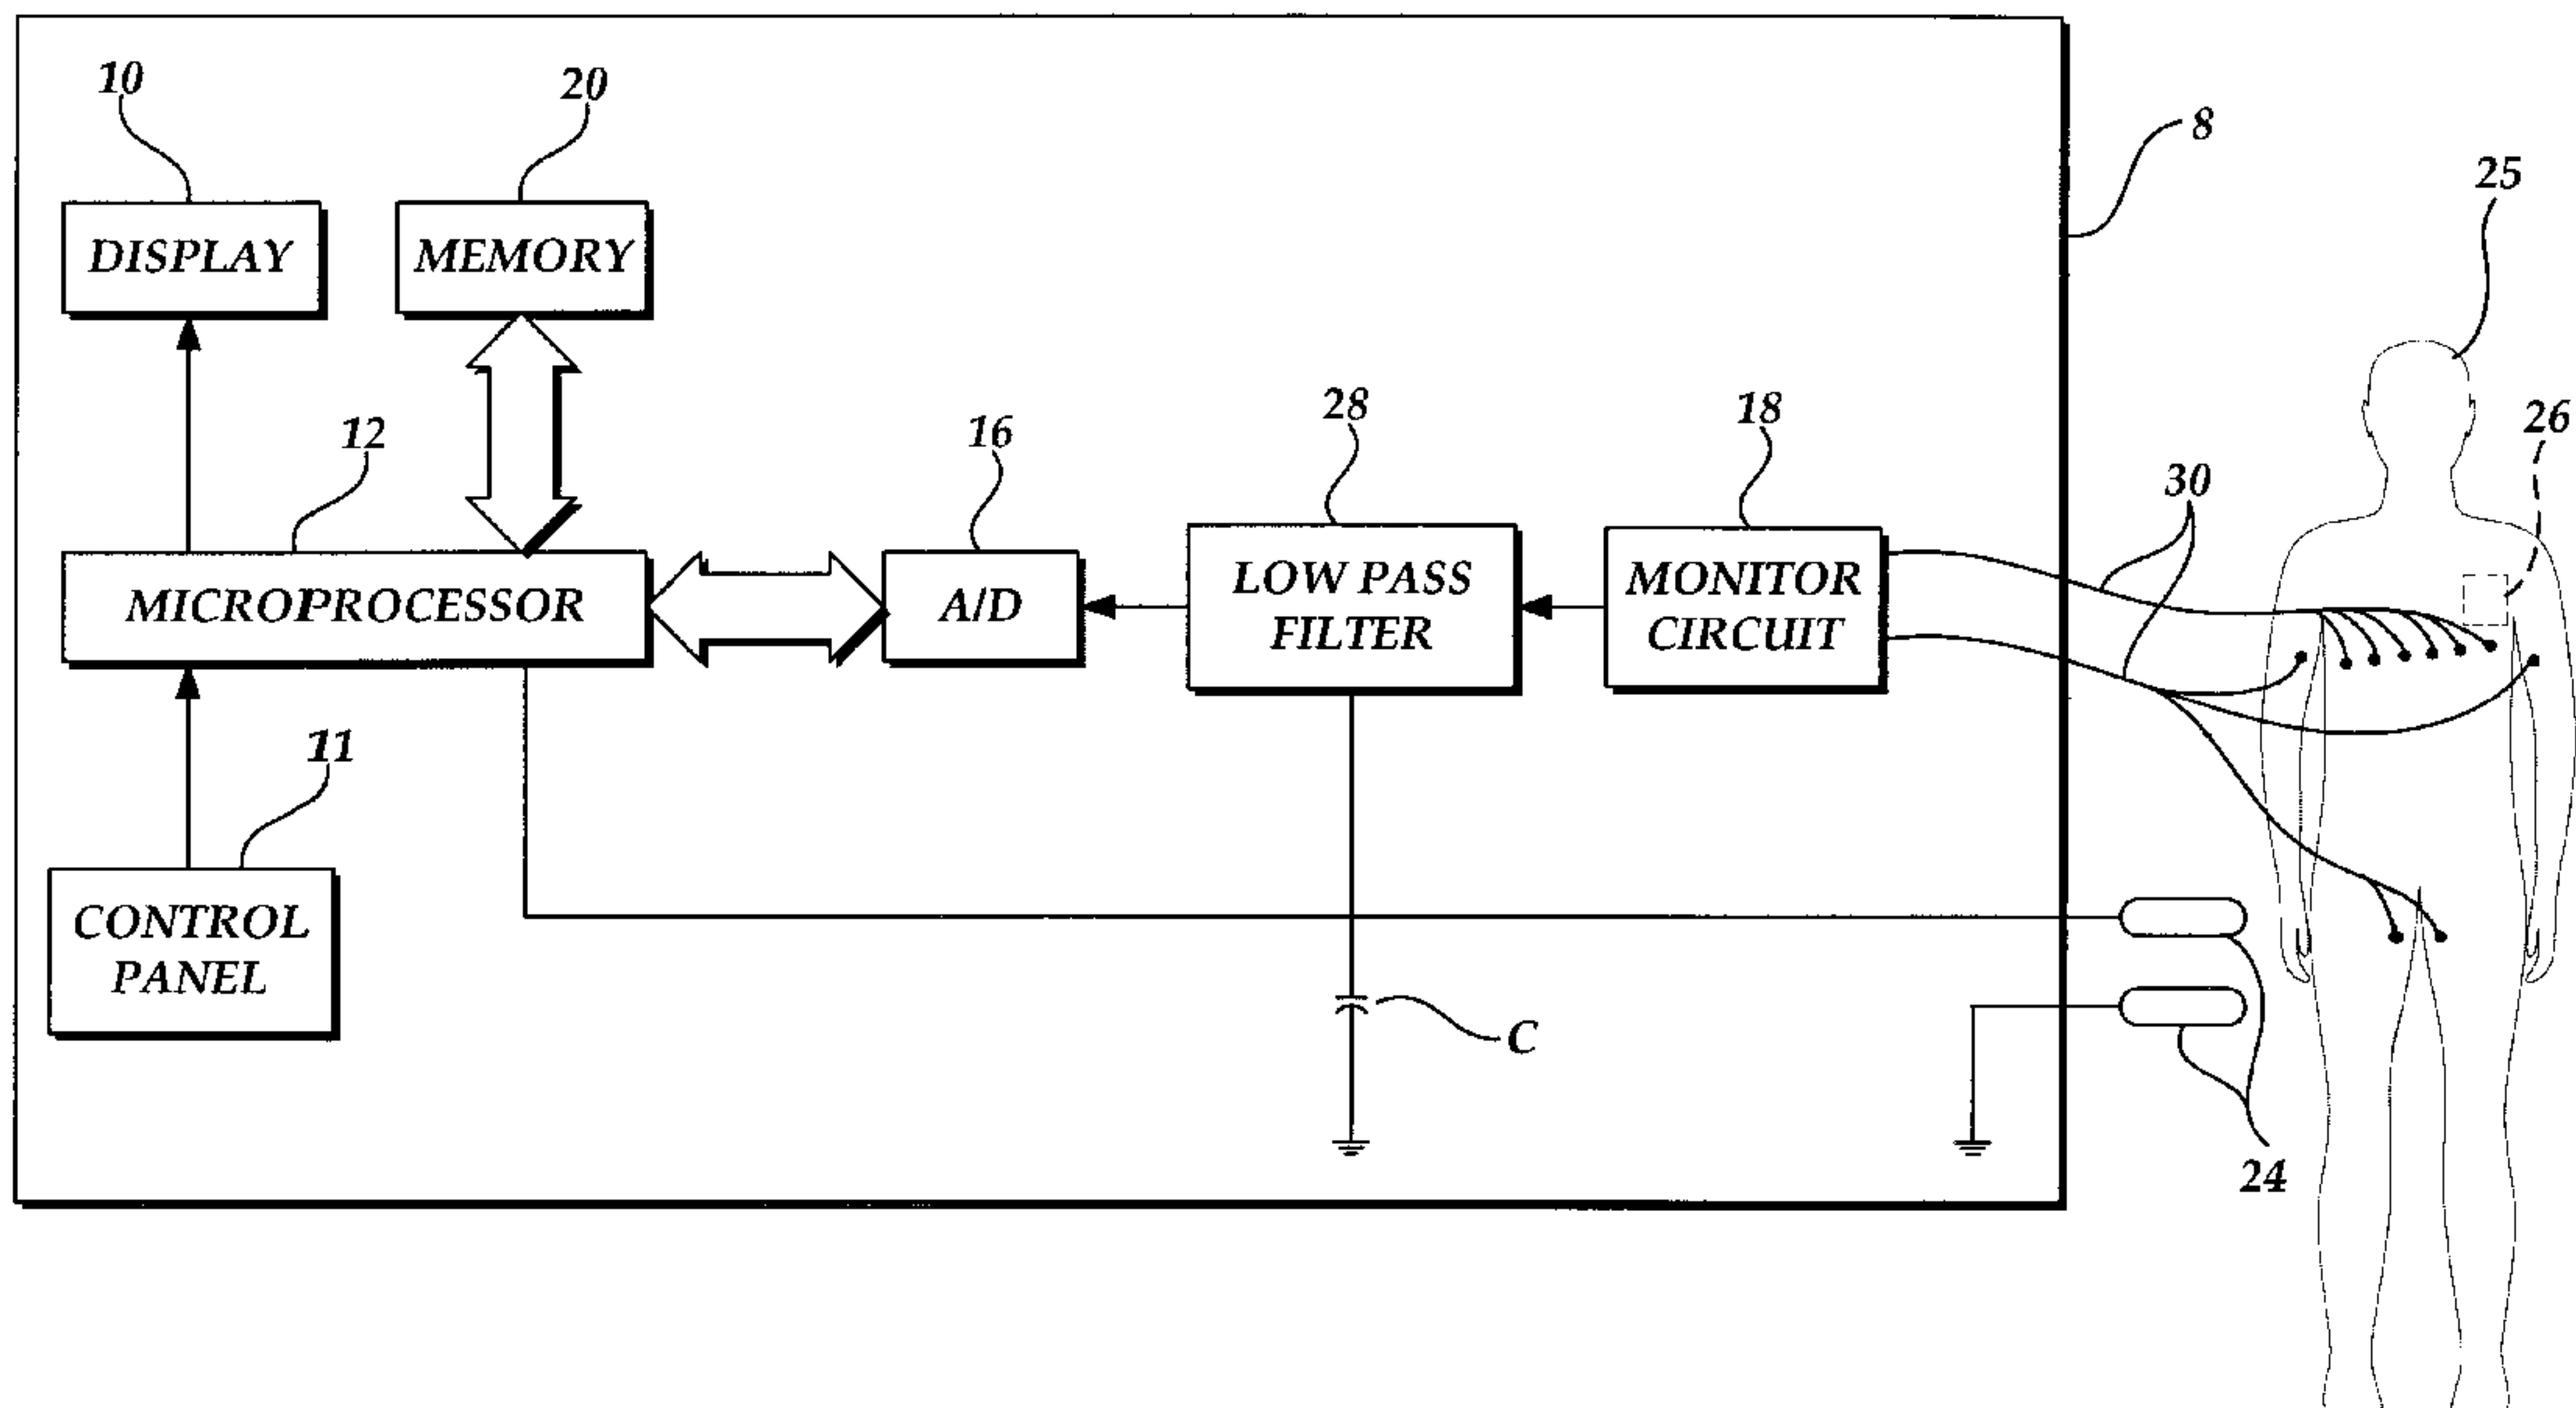 10
20
8
25
DISPLAY
MEMORY
12
16
28
18
30
26
MICROPROCESSOR
A/D
LOW PASS
FILTER
MONITOR
CIRCUIT
11
CONTROL
PANEL
C
24